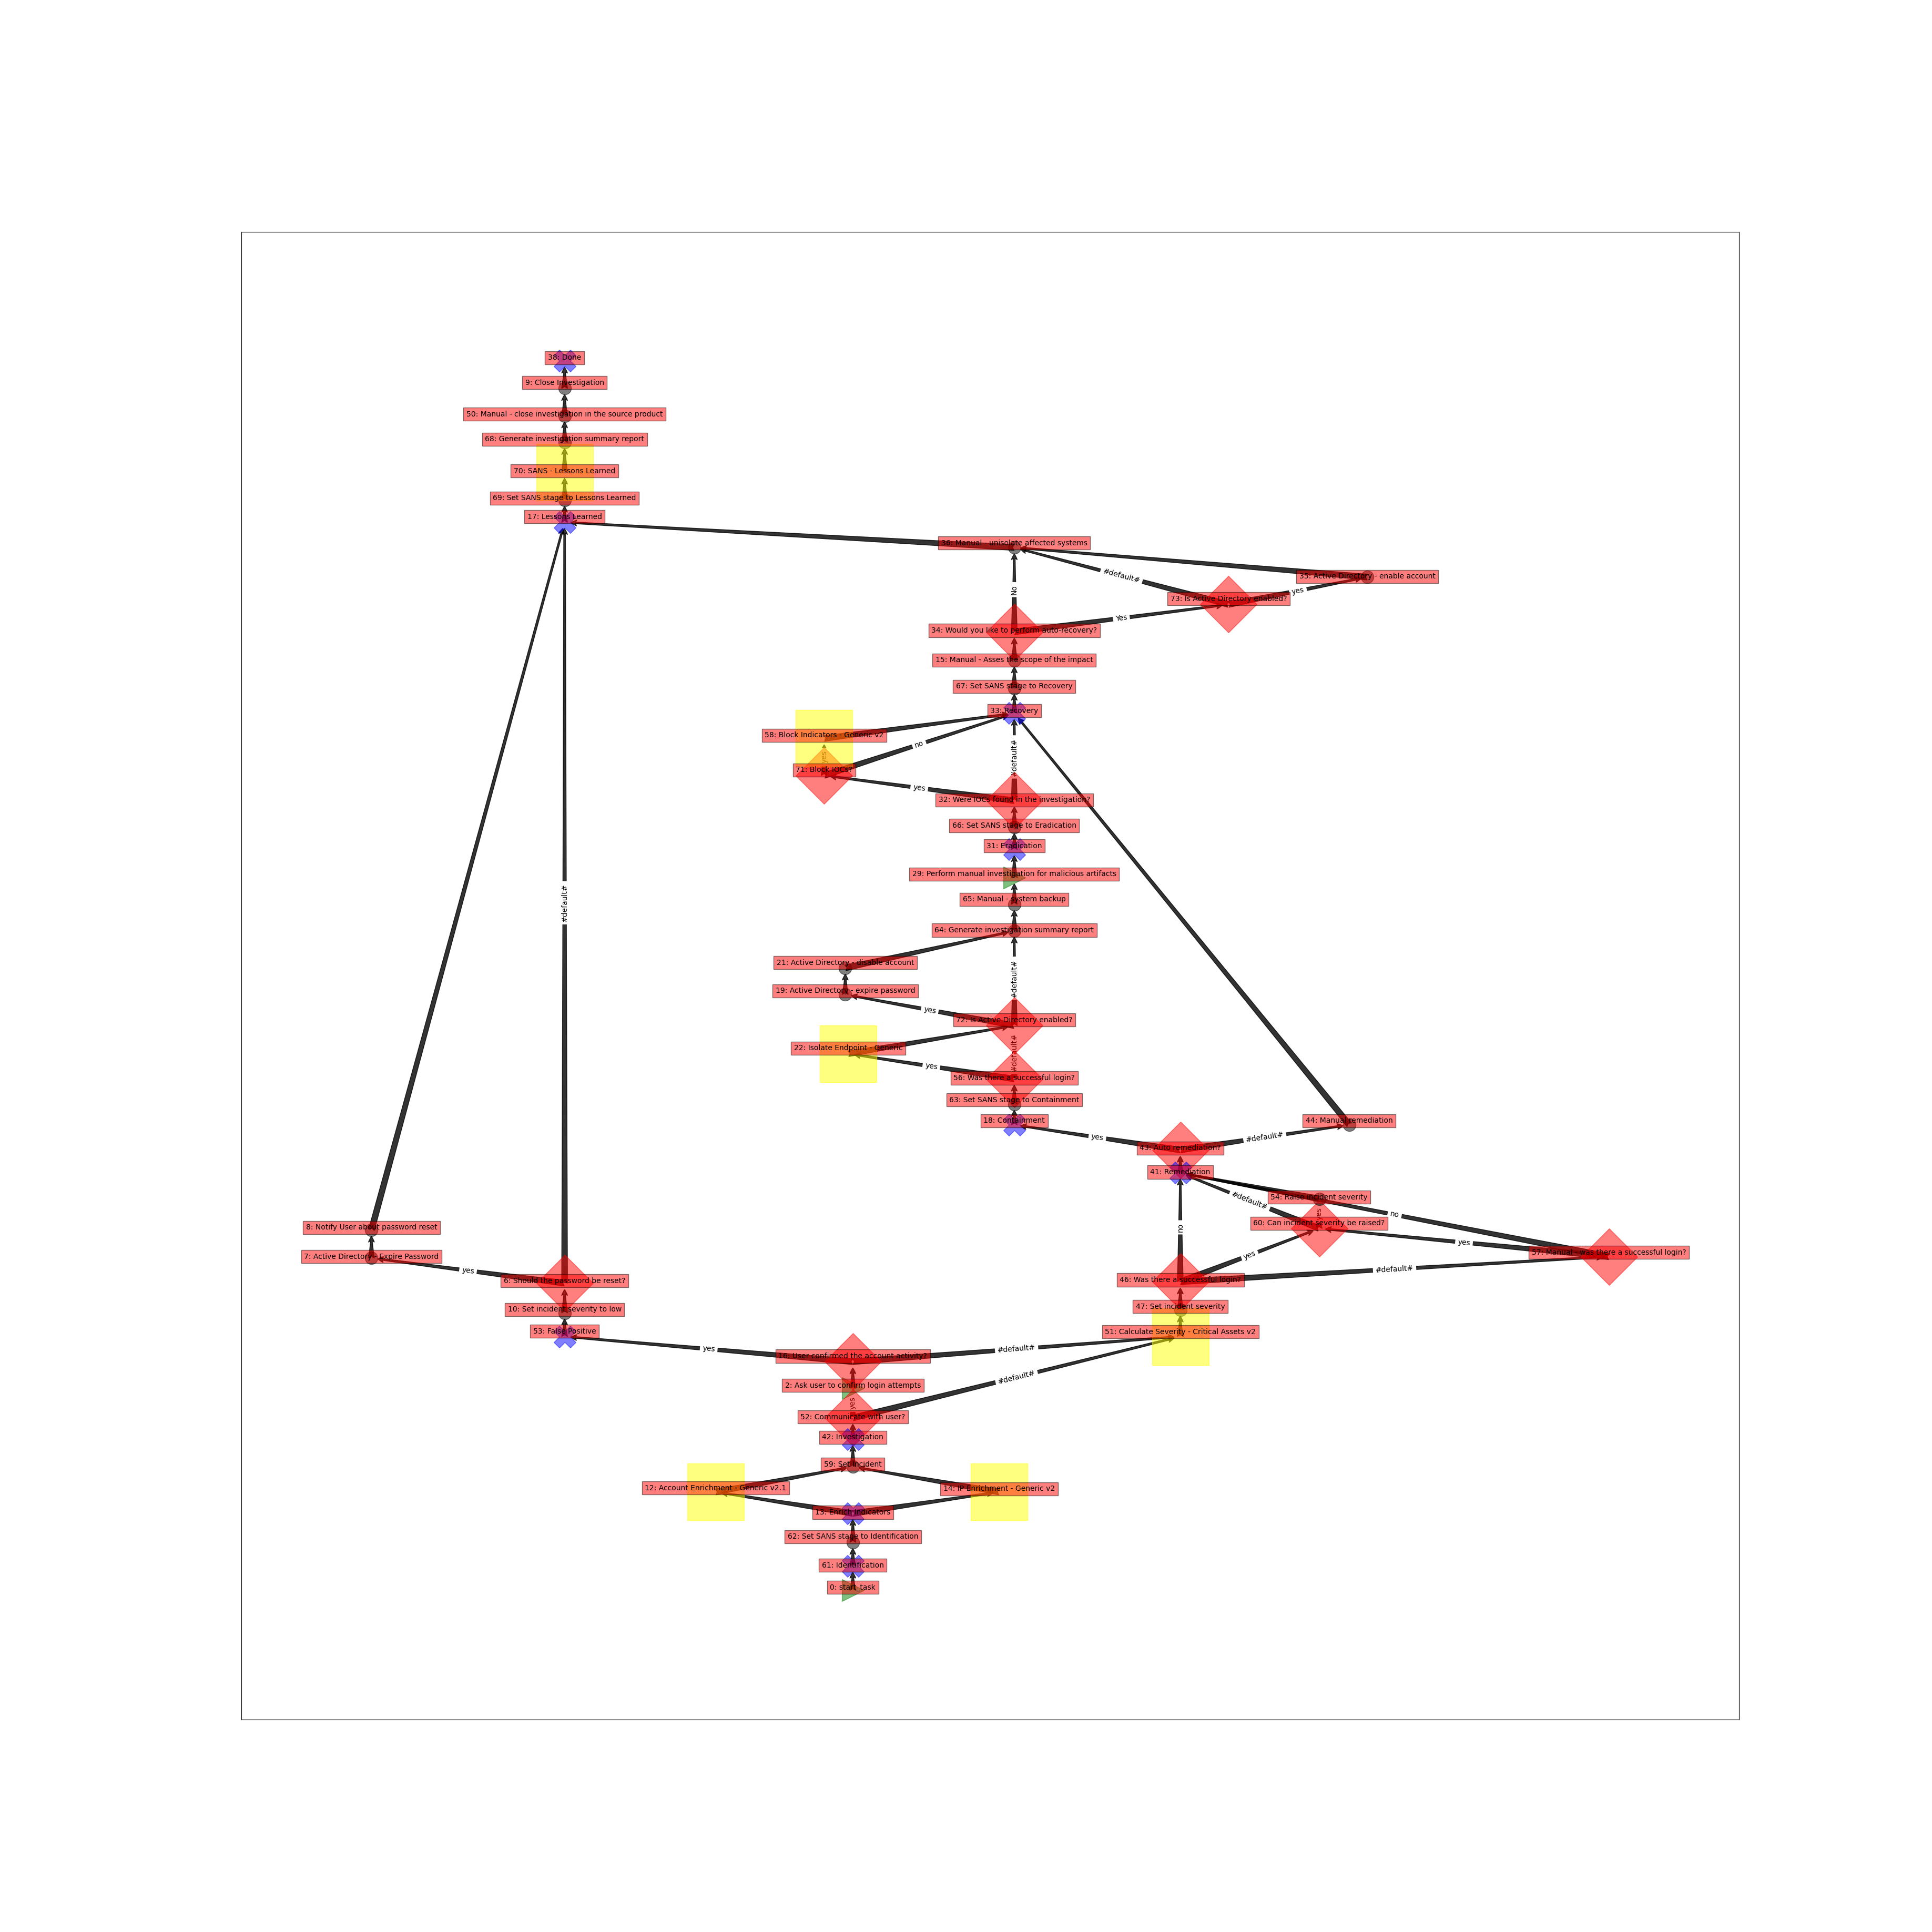 38: Done
9: Close Investigation
50: Manual - close investigation in the source product
68: Generate investigation summary report
70: SANS - Lessons Learned
69: Set SANS stage to Lessons Learned
17: Lessons Learned
36: Manual - unisolate affected systems
#default#
35: Active Directory - enable account
yes
No
73: Is Active Directory enabled?
Yes
34: Would you like to perform auto-recovery?
15: Manual - Asses the scope of the impact
67: Set SANS stage to Recovery
33: Recovery
58: Block Indicators - Generic v2
no
#default#
yes
71: Block IOCs?
yes
32: Were IOCs found in the investigation?
66: Set SANS stage to Eradication
31: Eradication
29: Perform manual investigation for malicious artifacts
65: Manual - system backup
#default#
64: Generate investigation summary report
21: Active Directory - disable account
#default#
19: Active Directory - expire password
yes
72: Is Active Directory enabled?
22: Isolate Endpoint - Generic
#default#
yes
56: Was there a successful login?
63: Set SANS stage to Containment
18: Containment
44: Manual remediation
yes
#default#
43: Auto remediation?
41: Remediation
54: Raise incident severity
#default#
no
yes
60: Can incident severity be raised?
8: Notify User about password reset
no
yes
57: Manual - was there a successful login?
7: Active Directory - Expire Password
yes
yes
#default#
6: Should the password be reset?
46: Was there a successful login?
10: Set incident severity to low
47: Set incident severity
53: False Positive
51: Calculate Severity - Critical Assets v2
yes
#default#
16: User confirmed the account activity?
#default#
2: Ask user to confirm login attempts
yes
52: Communicate with user?
42: Investigation
59: Set Incident
12: Account Enrichment - Generic v2.1
14: IP Enrichment - Generic v2
13: Enrich indicators
62: Set SANS stage to Identification
61: Identification
0: start_task